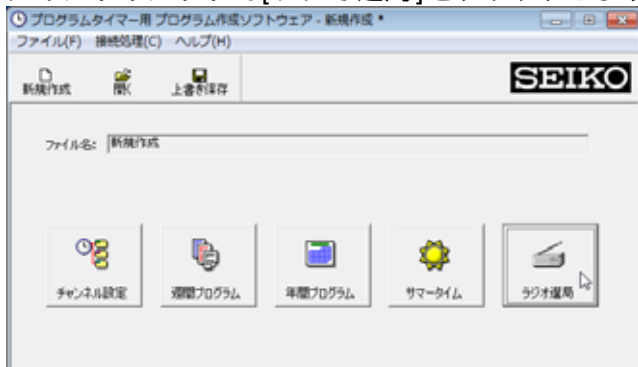 プログラムタイマー用 プログラム作成ソフトウェア - 新規作成 *
ファイル(F) 接続処理(C) ヘルプ(H)
新規作成 開く 上書き保存
SEIKO
ファイル名: 新規作成
チャンネル設定 週間プログラム 年間プログラム サマータイム ラジオ選局